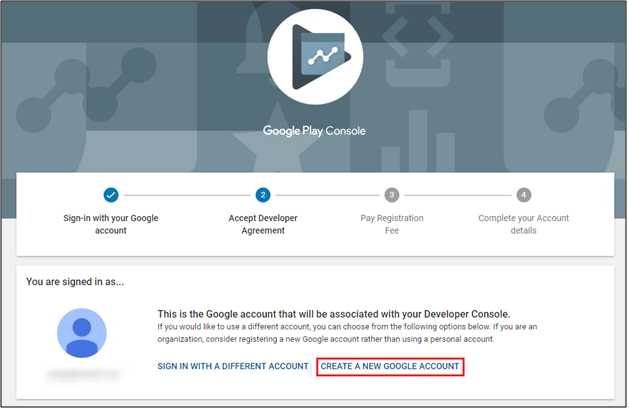 Google Play Console
2
3
4
Sign-in with your Google
account
Accept Developer
Agreement
Pay Registration
Fee
Complete your Account
details
You are signed in as...
This is the Google account that will be associated with your Developer Console.
If you would like to use a different account, you can choose from the following options below. If you are an
organization, consider registering a new Google account rather than using a personal account.
SIGN IN WITH A DIFFERENT ACCOUNT
CREATE A NEW GOOGLE ACCOUNT